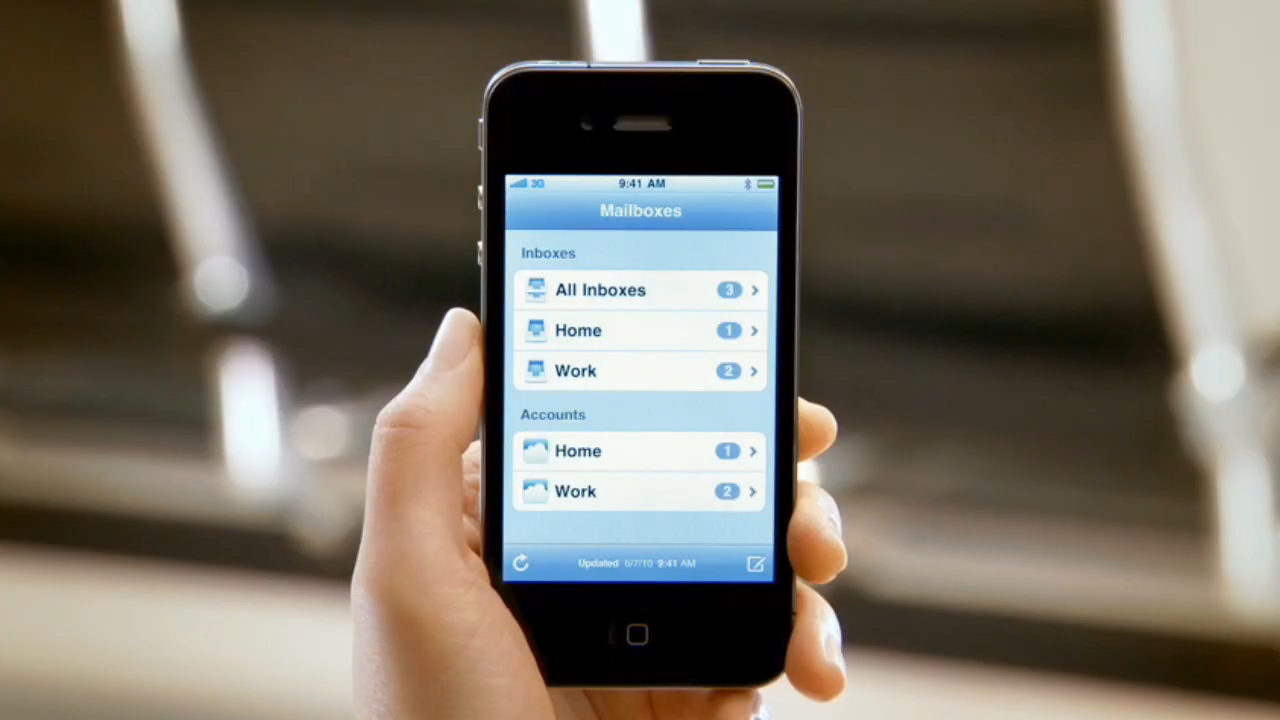 3G 9:41 AM
Mailboxes
Inboxes
All Inboxes 3
Home 1
Work 2
Accounts
Home 1
Work 2
Updated 6/7/10 9:41 AM